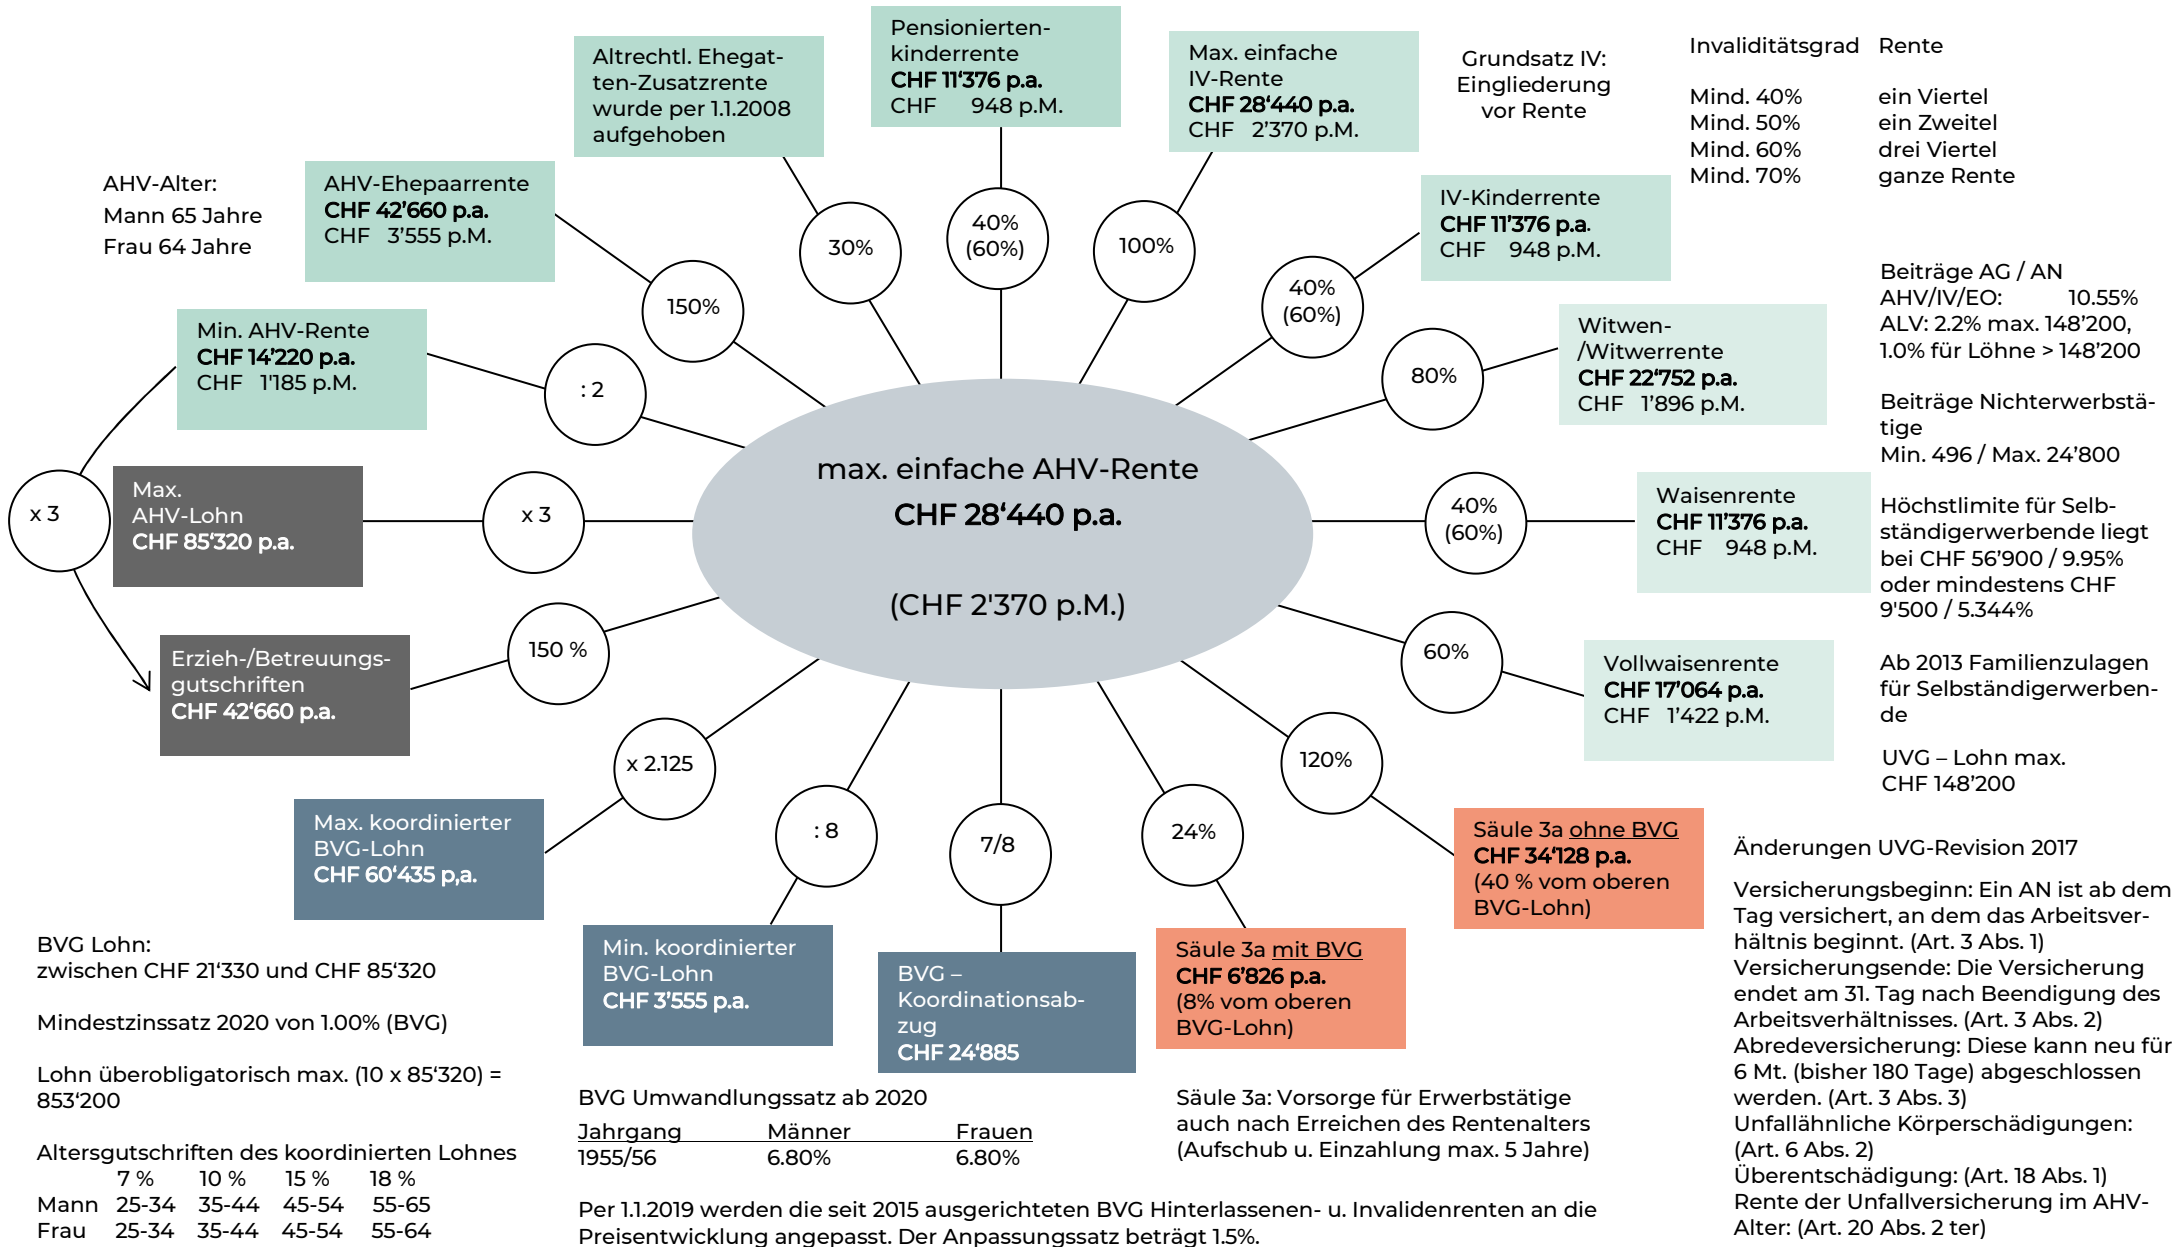 Altrechtl. Ehegat-
ten-Zusatzrente
wurde per 1.1.2008
aufgehoben
Pensionierten-
kinderrente
CHF 11‘376 p.a.
CHF 948 p.M.
Max. einfache
IV-Rente
CHF 28‘440 p.a.
CHF 2’370 p.M.
Grundsatz IV:
Eingliederung
vor Rente
Invaliditätsgrad Rente
Mind. 40% ein Viertel
Mind. 50% ein Zweitel
Mind. 60% drei Viertel
Mind. 70% ganze Rente
AHV-Alter:
Mann 65 Jahre
Frau 64 Jahre
AHV-Ehepaarrente
CHF 42’660 p.a.
CHF 3’555 p.M.
IV-Kinderrente
CHF 11’376 p.a.
CHF 948 p.M.
30%
40%
(60%)
100%
150%
40%
(60%)
Min. AHV-Rente
CHF 14’220 p.a.
CHF 1'185 p.M.
: 2
80%
Witwen-
/Witwerrente
CHF 22‘752 p.a.
CHF 1’896 p.M.
Beiträge AG / AN
AHV/IV/EO: 10.55%
ALV: 2.2% max. 148’200,
1.0% für Löhne > 148’200
Beiträge Nichterwerbstä-
tige
Min. 496 / Max. 24’800
Höchstlimite für Selb-
ständigerwerbende liegt
bei CHF 56’900 / 9.95%
oder mindestens CHF
9'500 / 5.344%
Ab 2013 Familienzulagen
für Selbständigerwerben-
de
UVG – Lohn max.
CHF 148’200
max. einfache AHV-Rente
CHF 28‘440 p.a.
(CHF 2'370 p.M.)
x 3
Max.
AHV-Lohn
CHF 85‘320 p.a.
x 3
40%
(60%)
Waisenrente
CHF 11’376 p.a.
CHF 948 p.M.
Erzieh-/Betreuungs-
gutschriften
CHF 42‘660 p.a.
150 %
60%
Vollwaisenrente
CHF 17’064 p.a.
CHF 1’422 p.M.
x 2.125
: 8
7/8
24%
120%
Max. koordinierter
BVG-Lohn
CHF 60‘435 p,a.
Min. koordinierter
BVG-Lohn
CHF 3’555 p.a.
BVG –
Koordinationsab-
zug
CHF 24‘885
Säule 3a mit BVG
CHF 6’826 p.a.
(8% vom oberen
BVG-Lohn)
Säule 3a ohne BVG
CHF 34‘128 p.a.
(40 % vom oberen
BVG-Lohn)
BVG Lohn:
zwischen CHF 21‘330 und CHF 85‘320
Mindestzinssatz 2020 von 1.00% (BVG)
Lohn überobligatorisch max. (10 x 85‘320) =
853‘200
Altersgutschriften des koordinierten Lohnes
7 % 10 % 15 % 18 %
Mann 25-34 35-44 45-54 55-65
Frau 25-34 35-44 45-54 55-64
BVG Umwandlungssatz ab 2020
Jahrgang Männer Frauen
1955/56 6.80% 6.80%
Säule 3a: Vorsorge für Erwerbstätige
auch nach Erreichen des Rentenalters
(Aufschub u. Einzahlung max. 5 Jahre)
Per 1.1.2019 werden die seit 2015 ausgerichteten BVG Hinterlassenen- u. Invalidenrenten an die
Preisentwicklung angepasst. Der Anpassungssatz beträgt 1.5%.
Änderungen UVG-Revision 2017
Versicherungsbeginn: Ein AN ist ab dem
Tag versichert, an dem das Arbeitsver-
hältnis beginnt. (Art. 3 Abs. 1)
Versicherungsende: Die Versicherung
endet am 31. Tag nach Beendigung des
Arbeitsverhältnisses. (Art. 3 Abs. 2)
Abredeversicherung: Diese kann neu für
6 Mt. (bisher 180 Tage) abgeschlossen
werden. (Art. 3 Abs. 3)
Unfallähnliche Körperschädigungen:
(Art. 6 Abs. 2)
Überentschädigung: (Art. 18 Abs. 1)
Rente der Unfallversicherung im AHV-
Alter: (Art. 20 Abs. 2 ter)